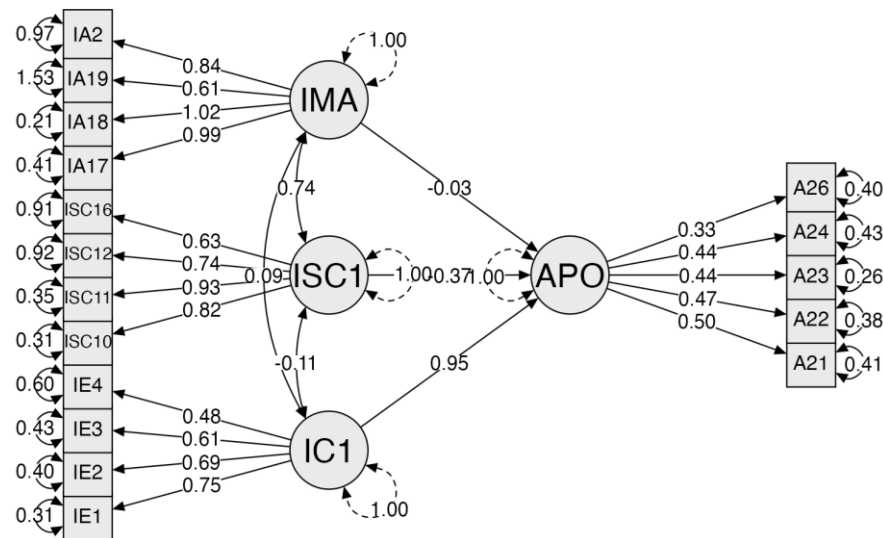 0.97 IA2
1.53 IA19
0.21 IA18
0.41 IA17
0.91 ISC16
0.92 ISC12
0.35 ISC11
0.31 ISC10
0.60 IE4
0.43 IE3
0.40 IE2
0.31 IE1
0.84
0.61
1.02
0.99
0.63
0.74
0.93
0.82
0.48
0.61
0.69
0.75
1.00
IMA
0.74
0.09
ISC1
1.00
-0.11
IC1
1.00
-0.03
-0.37
0.95
1.00
APO
0.33
0.44
0.44
0.47
0.50
A26 0.40
A24 0.43
A23 0.26
A22 0.38
A21 0.41